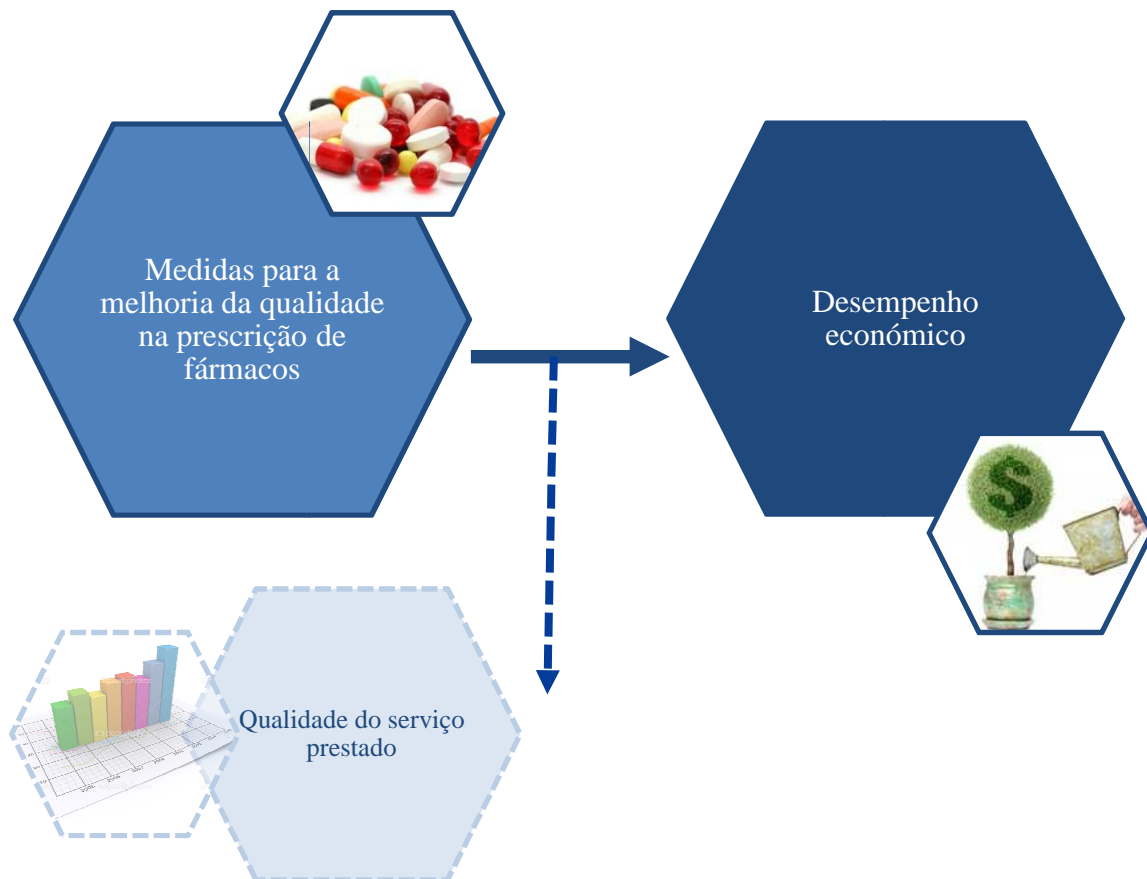 Medidas para a
melhoria da qualidade
na prescrição de
fármacos
Desempenho
económico
$
Qualidade do serviço
prestado